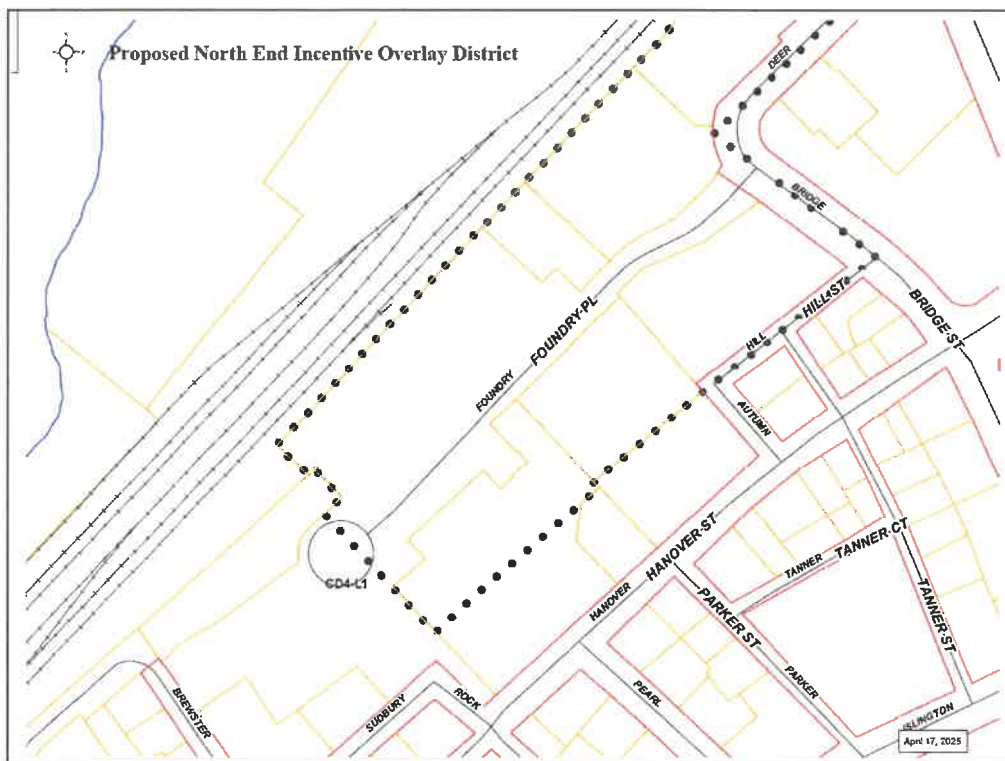 Proposed North End Incentive Overlay District
DEER
BRIDGE
HILL ST
HILL
BRIDGE ST
FOUNDRY PL
FOUNDRY
AUTUMN
HANOVER ST
HANOVER
TANNER CT
TANNER
TANNER ST
PARKER ST
PARKER
CD4-L1
PEARL
ROCK
SUDBURY
BREWSTER
ISLINGTON
April 17, 2025